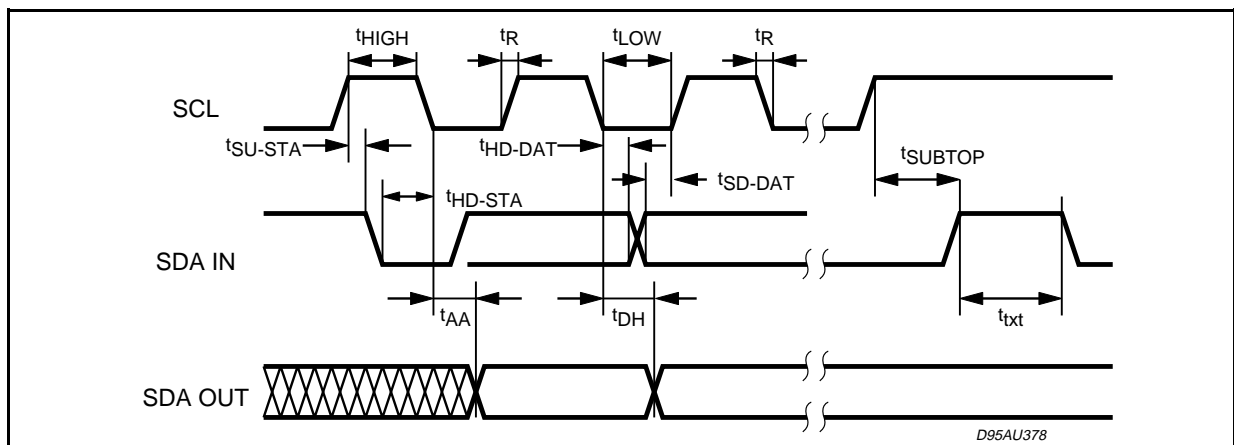 tHIGH tR tLOW tR
SCL
tSU-STA tHD-DAT tSUBTOP
tHD-STA tSD-DAT
SDA IN
tAA tDH ttxt
SDA OUT
D95AU378